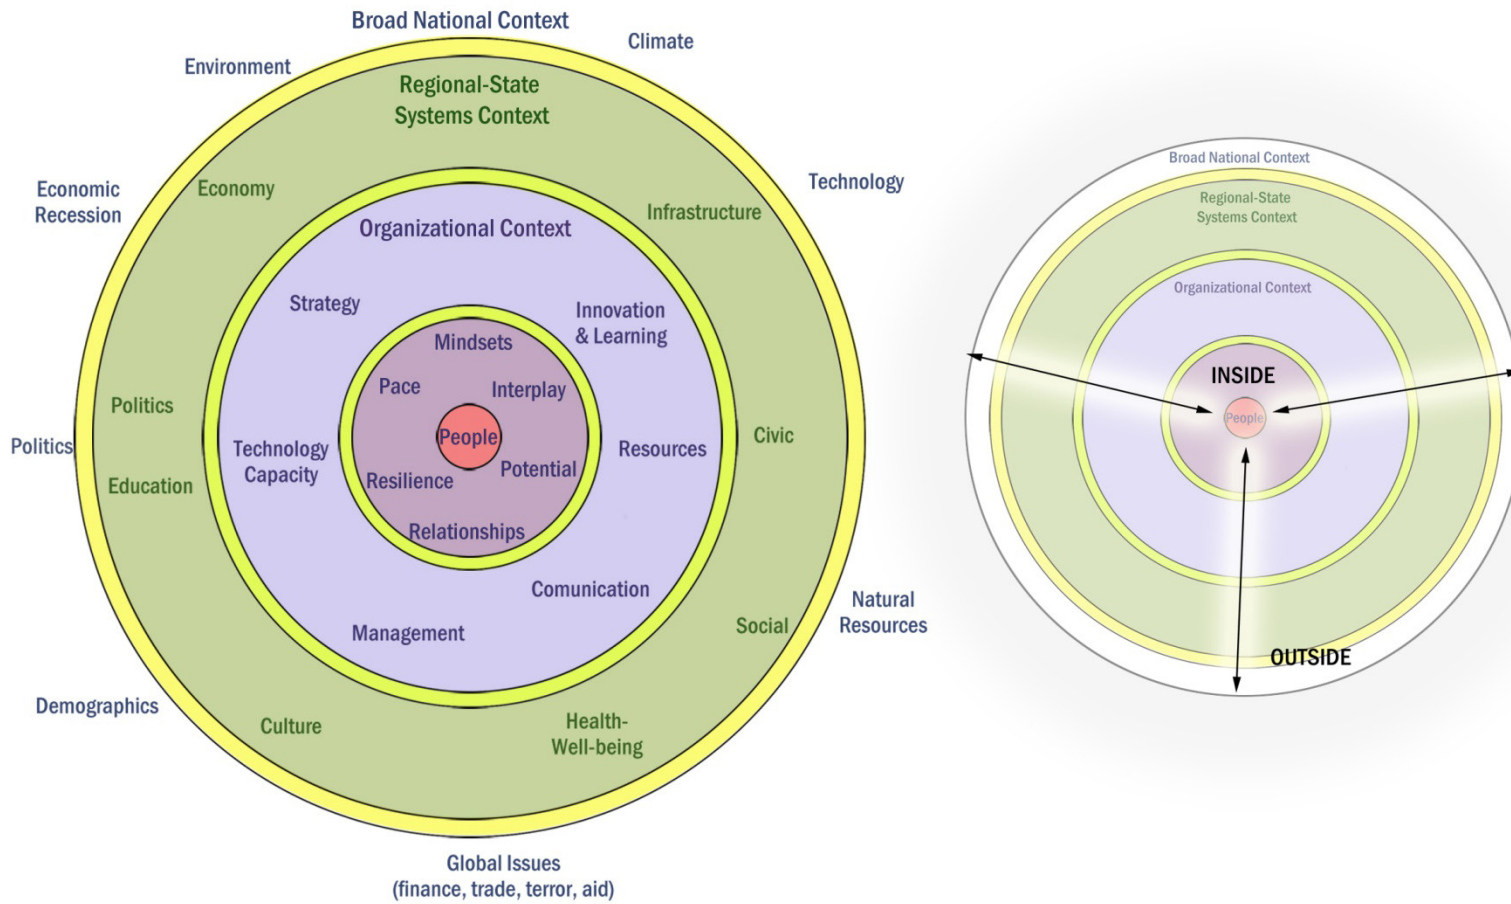 Broad National Context
Climate
Environment
Regional-State
Systems Context
Economic
Recession
Economy
Technology
Infrastructure
Organizational Context
Strategy
Innovation
& Learning
Mindsets
Pace
Interplay
Politics
Politics
People
Civic
Technology
Capacity
Resources
Education
Resilience
Potential
Relationships
Comunication
Natural
Resources
Management
Social
Demographics
Culture
Health-
Well-being
Global Issues
(finance, trade, terror, aid)
Broad National Context
Regional-State
Systems Context
Organizational Context
INSIDE
People
OUTSIDE